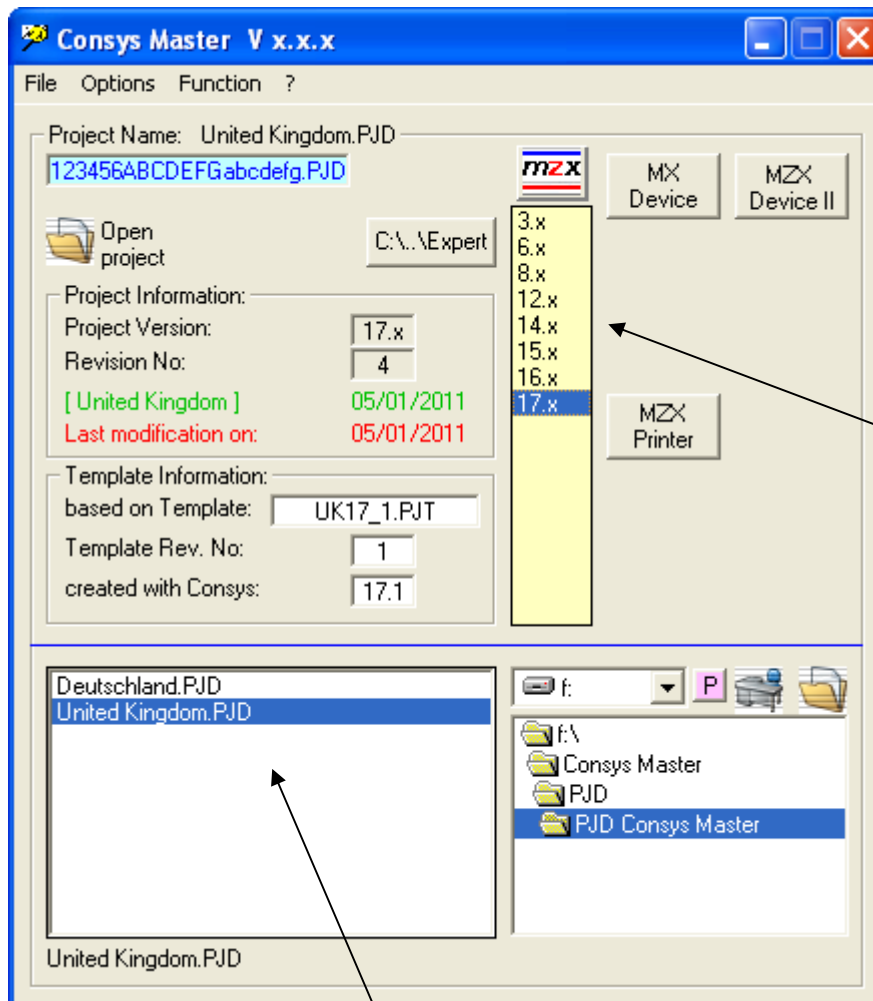 Consys Master V x.x.x
File Options Function ?
Project Name: United Kingdom.PJD
123456ABCDEFGabcdefg.PJD
mzx
MX
Device
MZX
Device II
Open
project
C:\..\Expert
3.x
6.x
8.x
12.x
14.x
15.x
16.x
17.x
Project Information:
Project Version: 17.x
Revision No: 4
[ United Kingdom ] 05/01/2011
Last modification on: 05/01/2011
MZX
Printer
Template Information:
based on Template: UK17_1.PJT
Template Rev. No: 1
created with Consys: 17.1
Deutschland.PJD
United Kingdom.PJD
f:
P
f:\
Consys Master
PJD
PJD Consys Master
United Kingdom.PJD